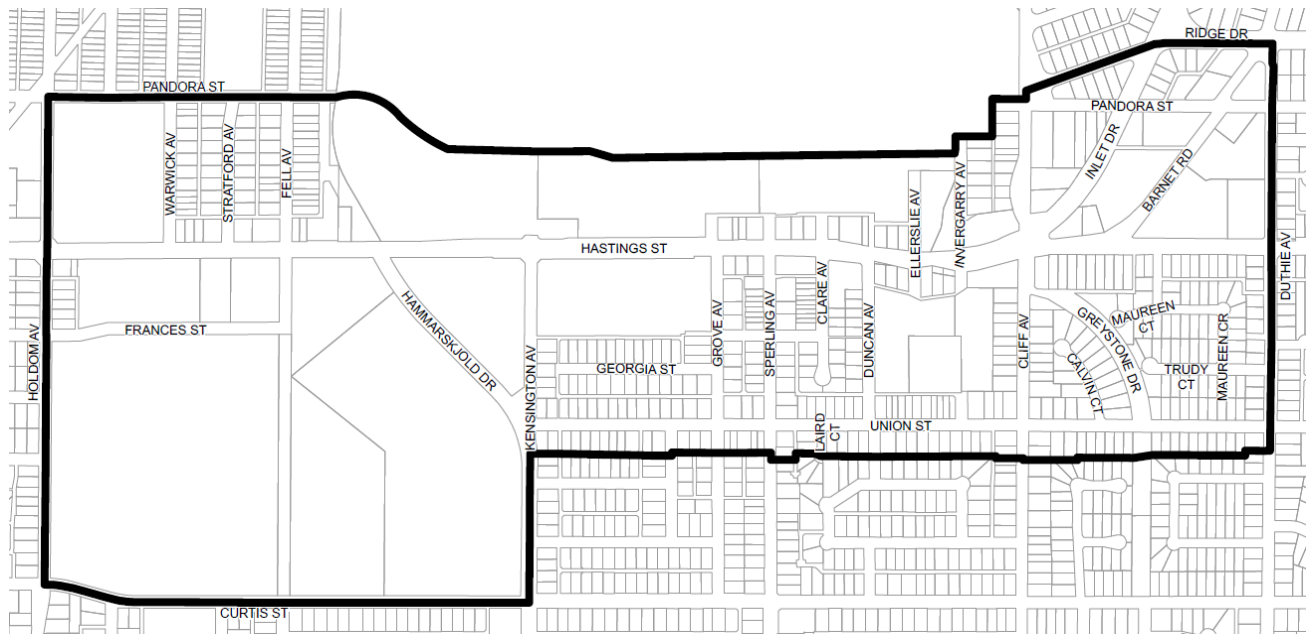 RIDGE DR
PANDORA ST
PANDORA ST
WARWICK AV
STRATFORD AV
FELL AV
INLET DR
BARNET RD
ELLERSLIE AV
INVERGARRY AV
HASTINGS ST
DUTHIE AV
CLARE AV
HAMMARSKJOLD DR
GROVE AV
SPERLING AV
DUNCAN AV
CLIFF AV
GREYSTONE DR
MAUREEN
CT
MAUREEN CR
FRANCES ST
HOLDOM AV
KENSINGTON AV
GEORGIA ST
CALVIN CT
TRUDY
CT
LAIRD
CT
UNION ST
CURTIS ST